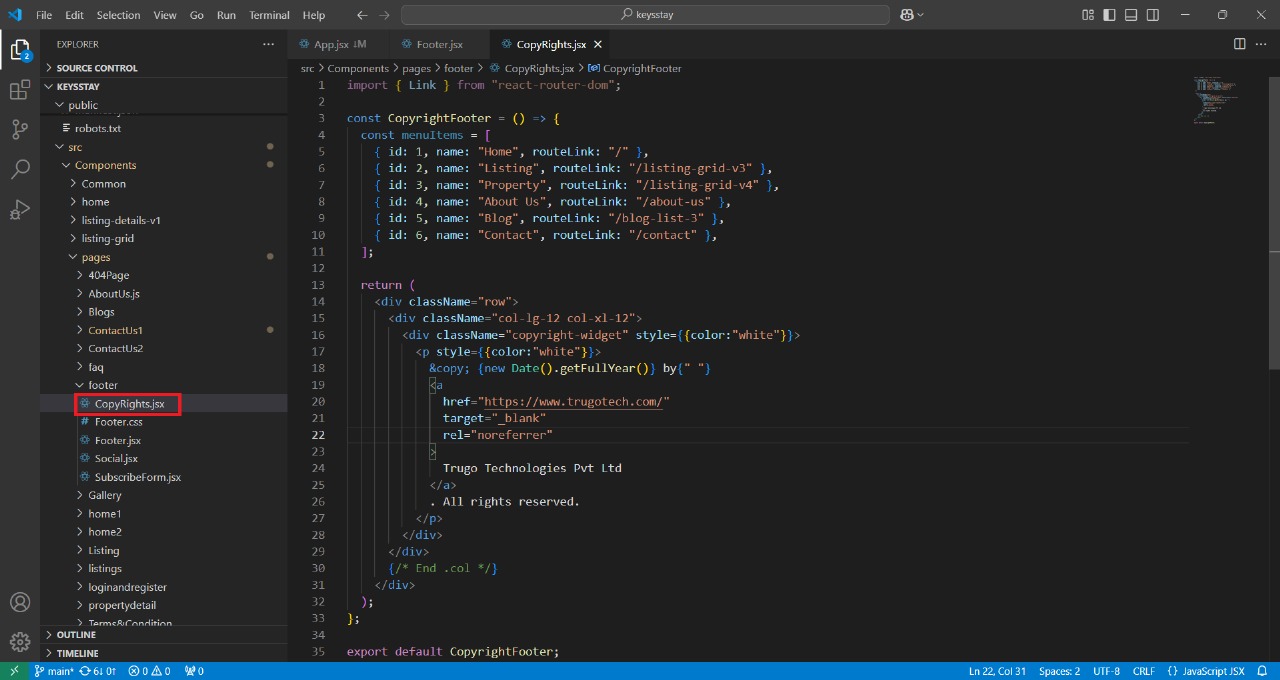 File Edit Selection View Go Run Terminal Help
keysstay
EXPLORER
SOURCE CONTROL
KEYSSTAY
public
robots.txt
src
Components
Common
home
listing-details-v1
listing-grid
pages
404Page
AboutUs.js
Blogs
ContactUs1
ContactUs2
faq
footer
CopyRights.jsx
Footer.css
Footer.jsx
Social.jsx
SubscribeForm.jsx
Gallery
home1
home2
Listing
listings
loginandregister
propertydetail
Terms&Condition
OUTLINE
TIMELINE
2
App.jsx M
Footer.jsx
CopyRights.jsx
src > Components > pages > footer > CopyRights.jsx > CopyrightFooter
1 import { Link } from "react-router-dom";
2
3 const CopyrightFooter = () => {
4 const menuItems = [
5 { id: 1, name: "Home", routeLink: "/" },
6 { id: 2, name: "Listing", routeLink: "/listing-grid-v3" },
7 { id: 3, name: "Property", routeLink: "/listing-grid-v4" },
8 { id: 4, name: "About Us", routeLink: "/about-us" },
9 { id: 5, name: "Blog", routeLink: "/blog-list-3" },
10 { id: 6, name: "Contact", routeLink: "/contact" },
11 ];
12
13 return (
14 <div className="row">
15 <div className="col-lg-12 col-xl-12">
16 <div className="copyright-widget" style={{color:"white"}}>
17 <p style={{color:"white"}}>
18 &copy; {new Date().getFullYear()} by{" "}
19 <a
20 href="https://www.trugotech.com/"
21 target="_blank"
22 rel="noreferrer"
23 >
24 Trugo Technologies Pvt Ltd
25 </a>
26 . All rights reserved.
27 </p>
28 </div>
29 </div>
30 {/* End .col */}
31 </div>
32 );
33 };
34
35 export default CopyrightFooter;
main* 6↓ 0↑ 0 0 0
Ln 22, Col 31 Spaces: 2 UTF-8 CRLF {} JavaScript JSX